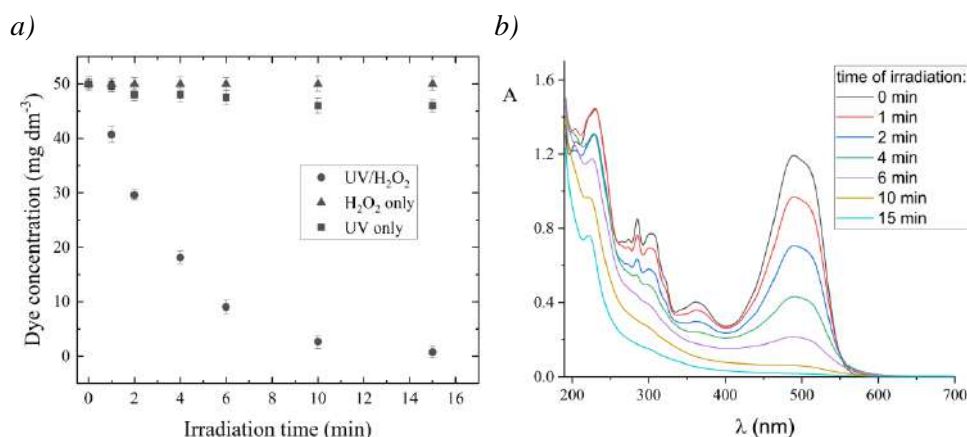 a)
Dye concentration (mg dm⁻³)
50
40
30
20
10
0
UV/H₂O₂
H₂O₂ only
UV only
0 2 4 6 8 10 12 14 16
Irradiation time (min)
b)
A
1.6
1.2
0.8
0.4
0.0
time of irradiation:
0 min
1 min
2 min
4 min
6 min
10 min
15 min
200 300 400 500 600 700
λ (nm)